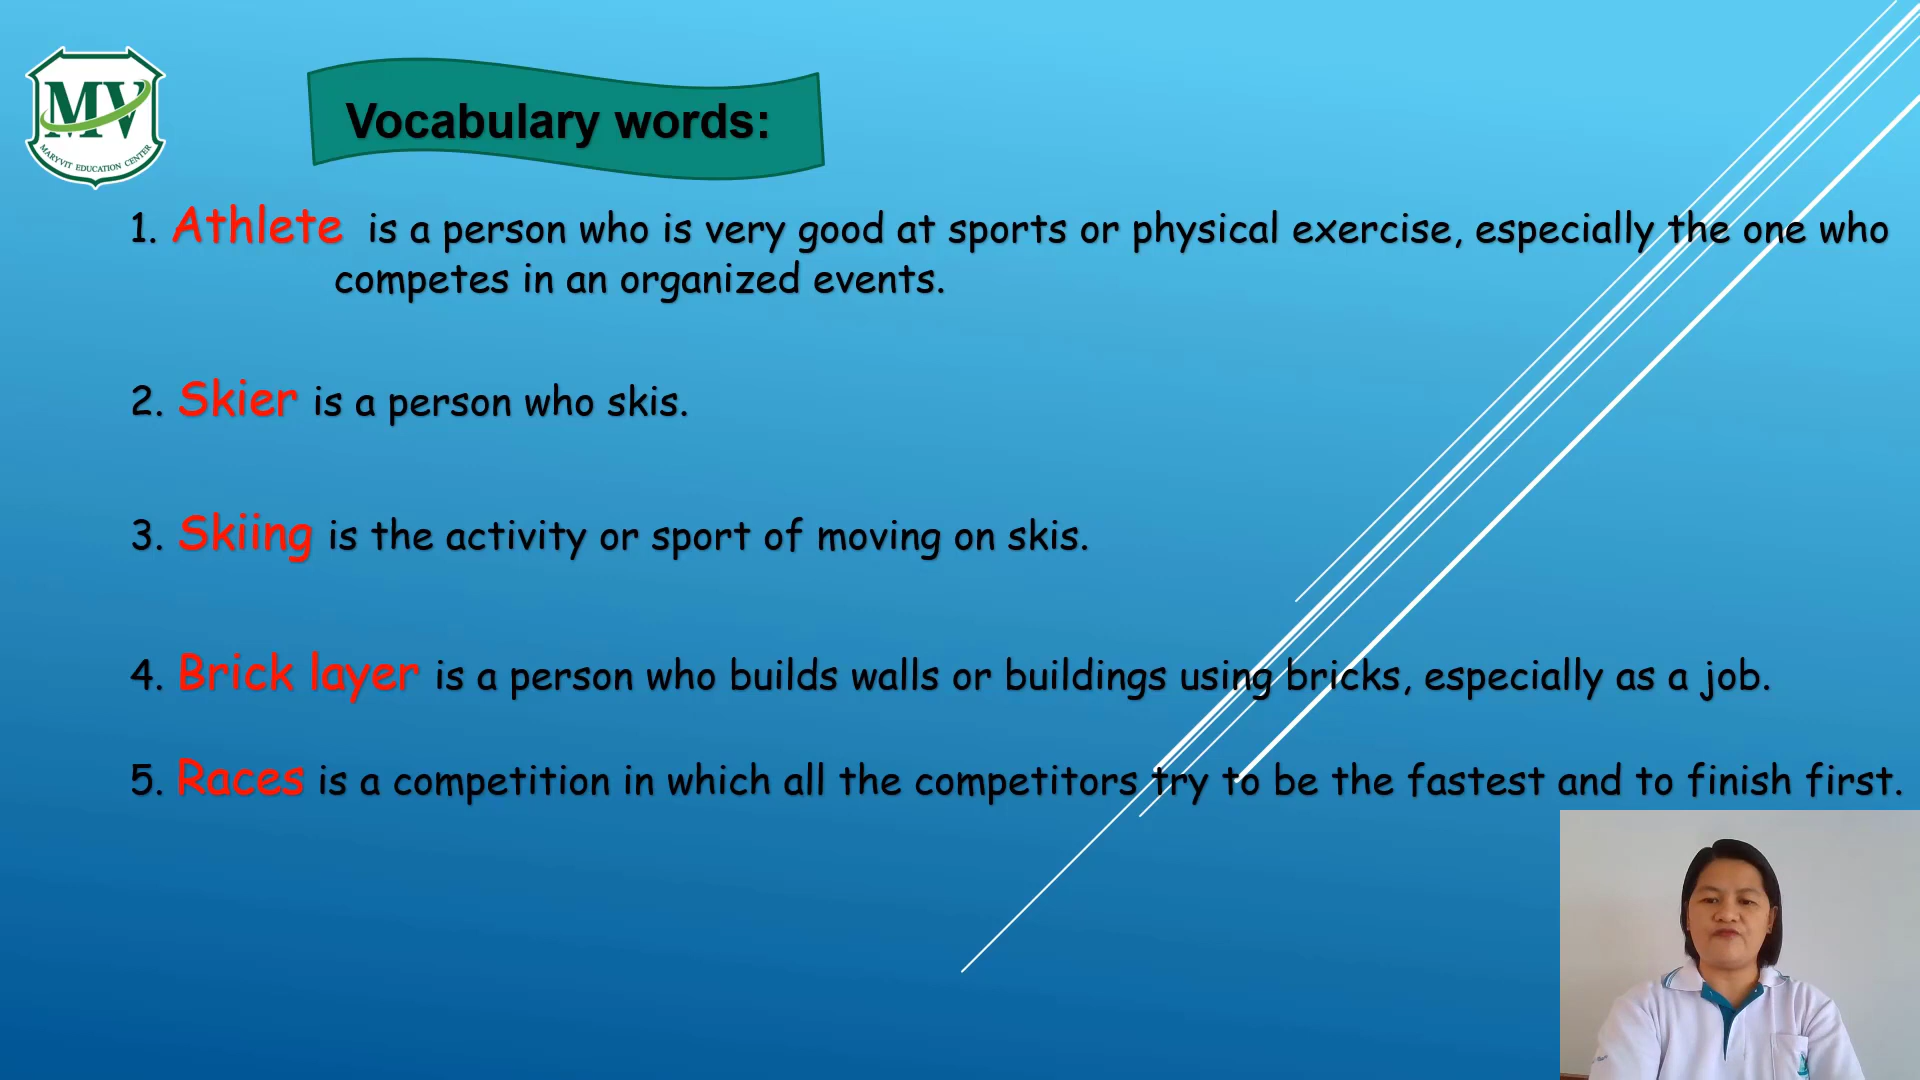 MV
MARYVIT EDUCATION CENTER
Vocabulary words:
1. Athlete is a person who is very good at sports or physical exercise, especially the one who
competes in an organized events.
2. Skier is a person who skis.
3. Skiing is the activity or sport of moving on skis.
4. Brick layer is a person who builds walls or buildings using bricks, especially as a job.
5. Races is a competition in which all the competitors try to be the fastest and to finish first.